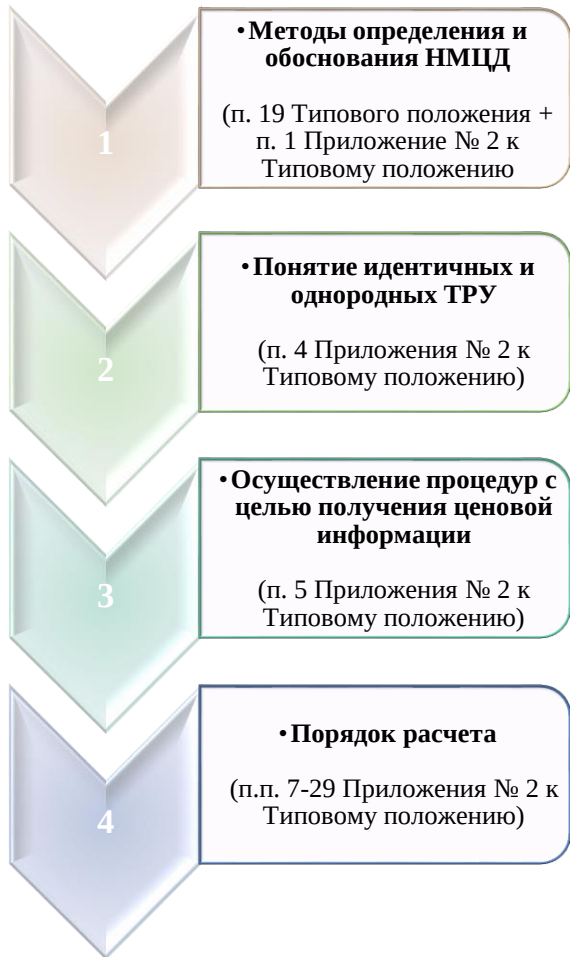 1
•Методы определения и
обоснования НМЦД
(п. 19 Типового положения +
п. 1 Приложение № 2 к
Типовому положению
2
•Понятие идентичных и
однородных ТРУ
(п. 4 Приложения № 2 к
Типовому положению)
3
•Осуществление процедур с
целью получения ценовой
информации
(п. 5 Приложения № 2 к
Типовому положению)
4
•Порядок расчета
(п.п. 7-29 Приложения № 2 к
Типовому положению)